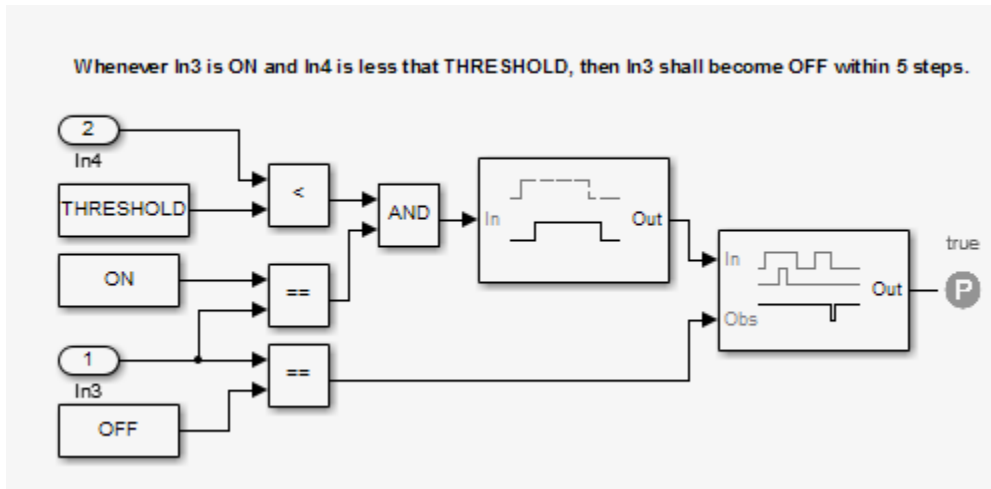 Whenever In3 is ON and In4 is less that THRESHOLD, then In3 shall become OFF within 5 steps.
2
In4
THRESHOLD
<
AND
In
Out
ON
==
1
In3
==
OFF
In
Obs
Out
true
P